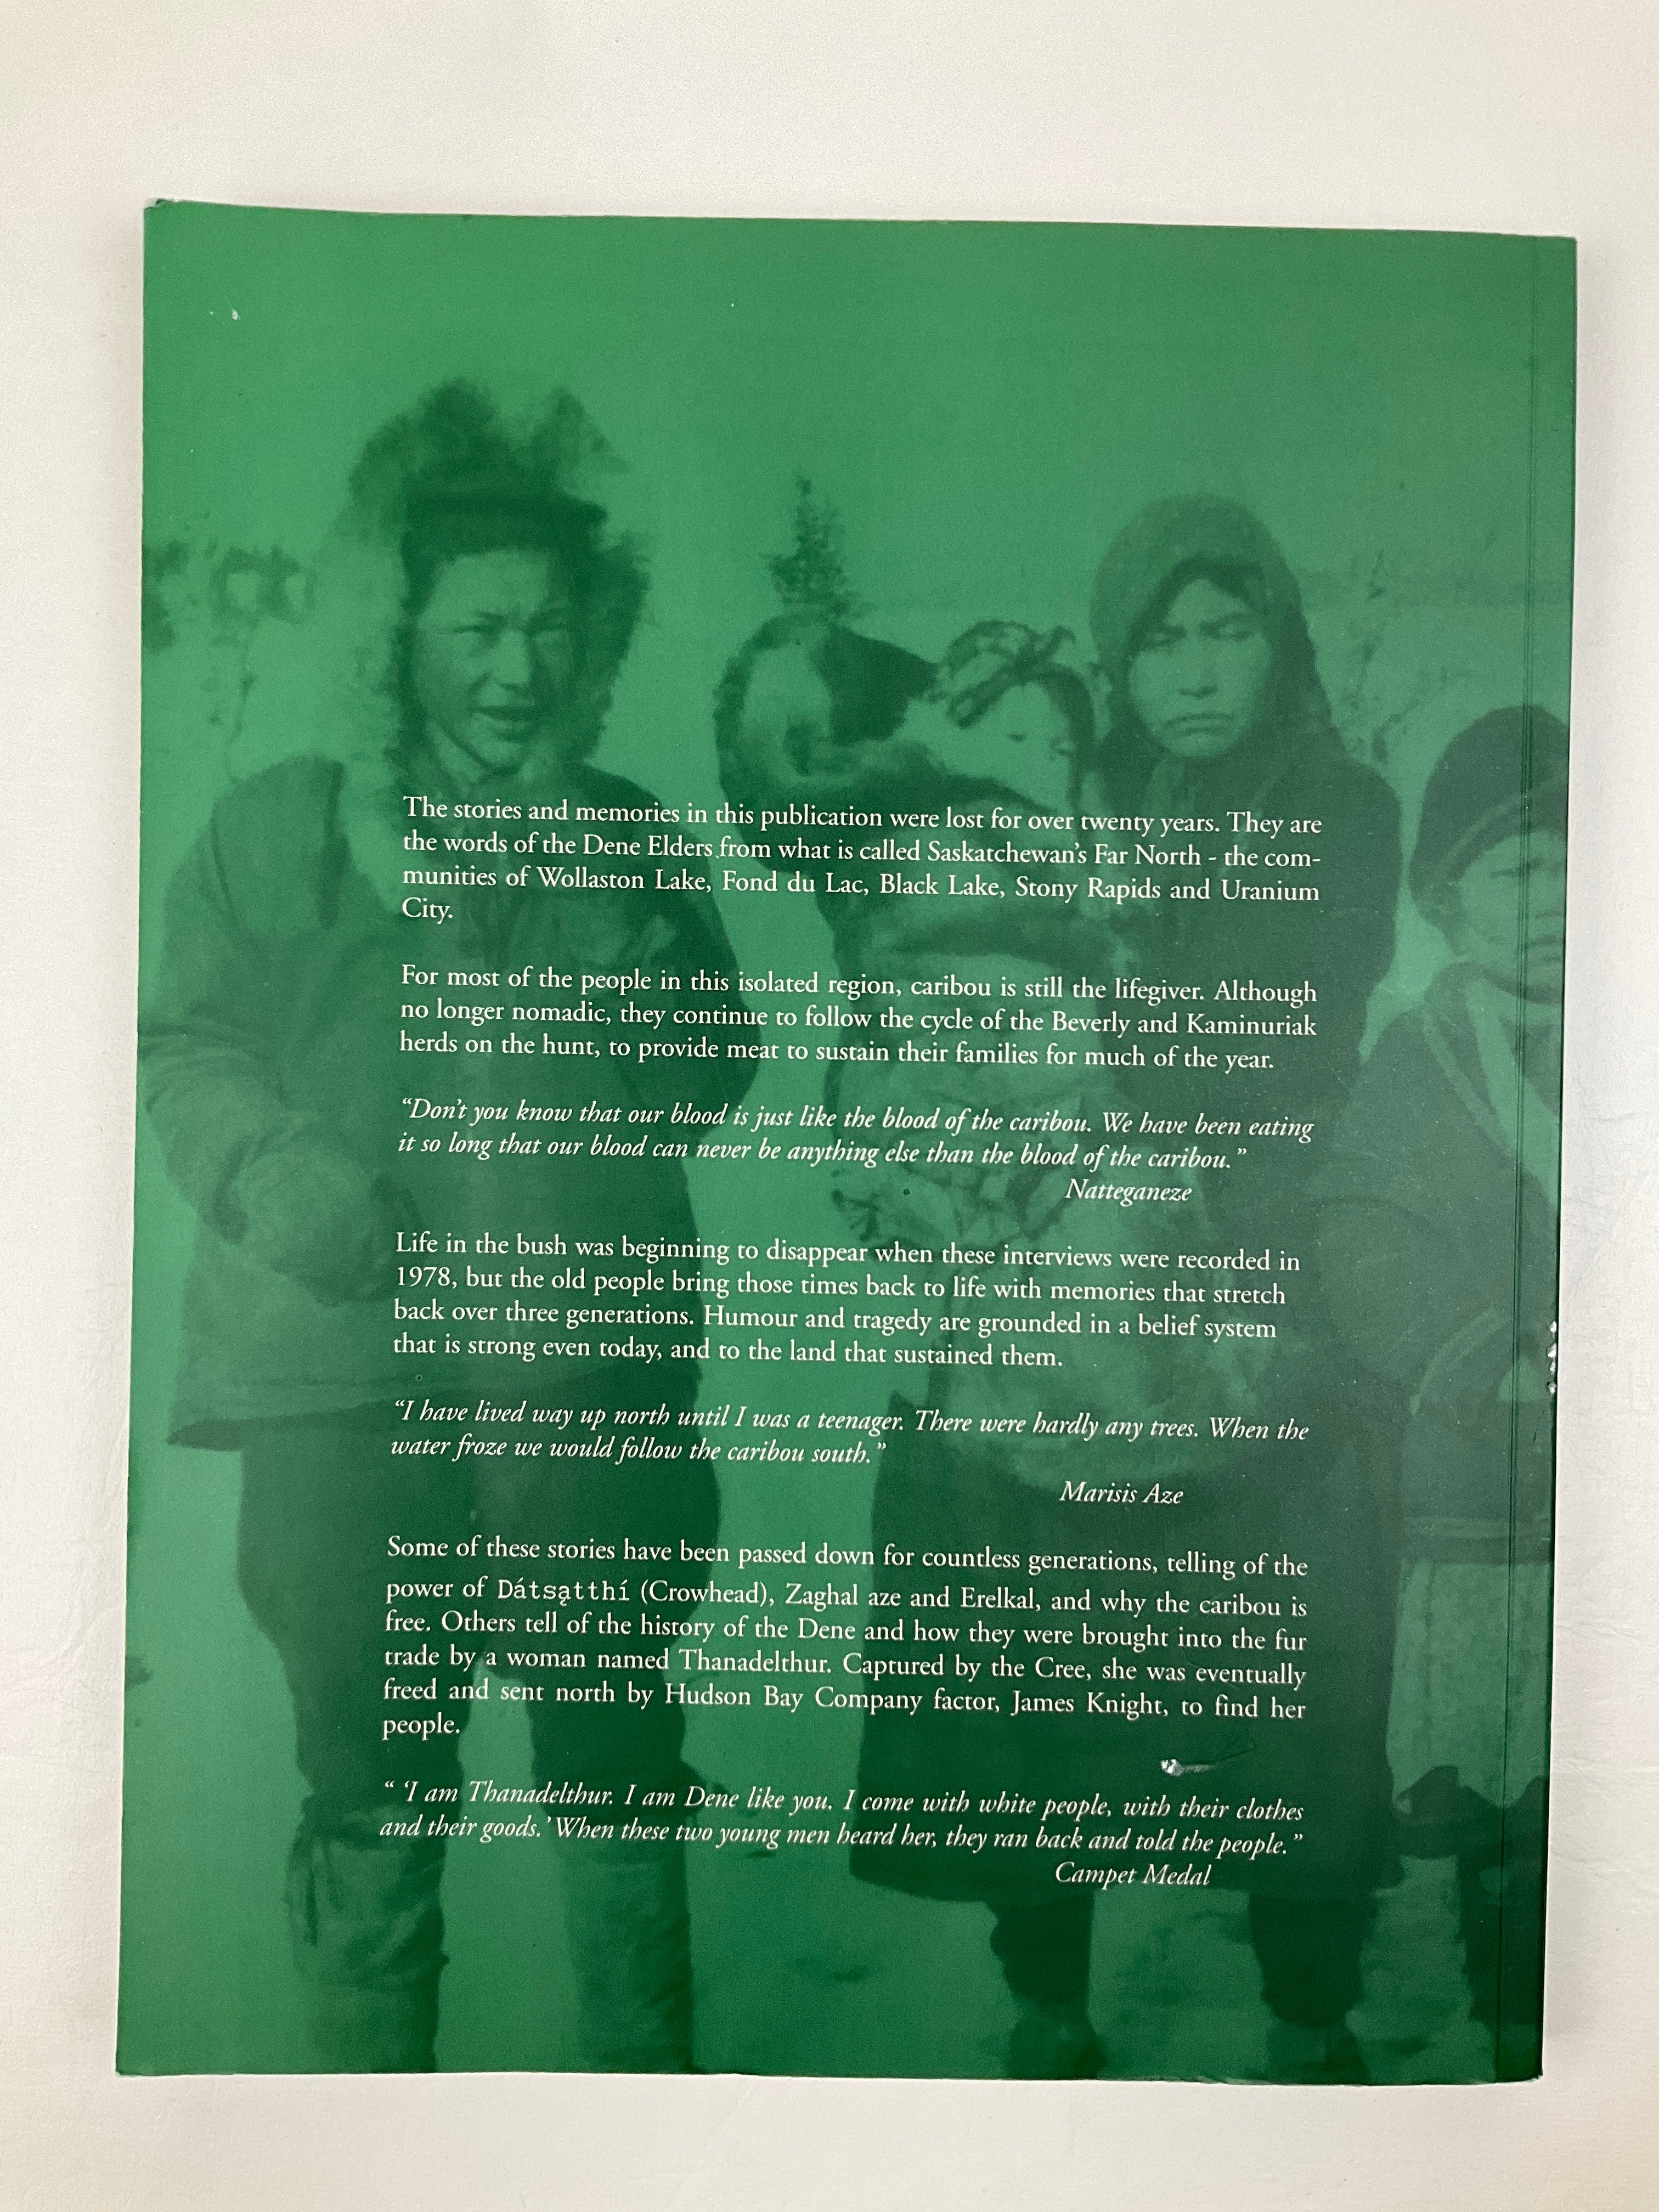 The stories and memories in this publication were lost for over twenty years. They are
the words of the Dene Elders from what is called Saskatchewan's Far North - the com-
munities of Wollaston Lake, Fond du Lac, Black Lake, Stony Rapids and Uranium
City.
For most of the people in this isolated region, caribou is still the lifegiver. Although
no longer nomadic, they continue to follow the cycle of the Beverly and Kaminuriak
herds on the hunt, to provide meat to sustain their families for much of the year.
“Don't you know that our blood is just like the blood of the caribou. We have been eating
it so long that our blood can never be anything else than the blood of the caribou.”
Natteganeze
Life in the bush was beginning to disappear when these interviews were recorded in
1978, but the old people bring those times back to life with memories that stretch
back over three generations. Humour and tragedy are grounded in a belief system
that is strong even today, and to the land that sustained them.
“I have lived way up north until I was a teenager. There were hardly any trees. When the
water froze we would follow the caribou south.”
Marisis Aze
Some of these stories have been passed down for countless generations, telling of the
power of Dátsątthí (Crowhead), Zaghal aze and Erelkal, and why the caribou is
free. Others tell of the history of the Dene and how they were brought into the fur
trade by a woman named Thanadelthur. Captured by the Cree, she was eventually
freed and sent north by Hudson Bay Company factor, James Knight, to find her
people.
“ ‘I am Thanadelthur. I am Dene like you. I come with white people, with their clothes
and their goods.’ When these two young men heard her, they ran back and told the people.”
Campet Medal